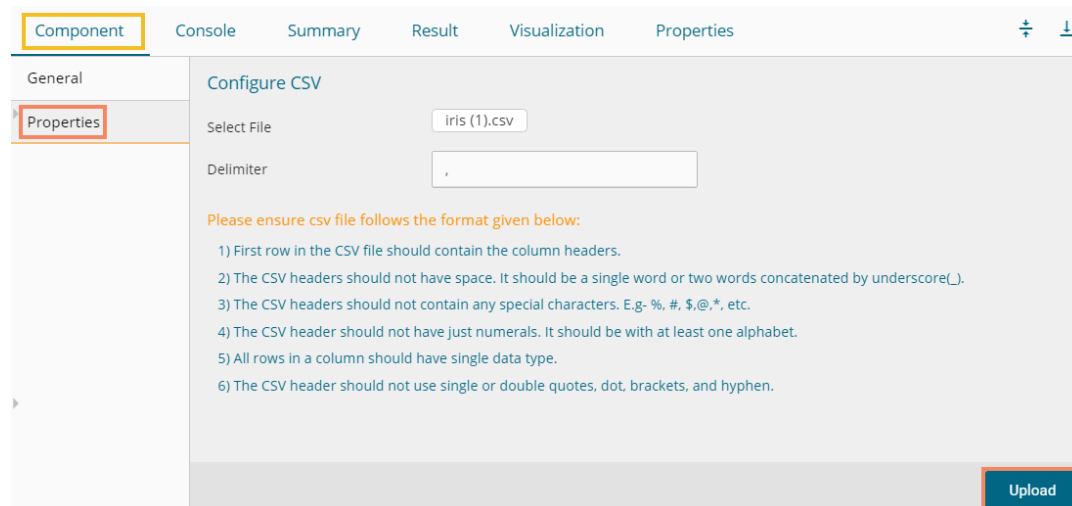 Component Console Summary Result Visualization Properties
General
Properties
Configure CSV
Select File iris (1).csv
Delimiter ,
Please ensure csv file follows the format given below:
1) First row in the CSV file should contain the column headers.
2) The CSV headers should not have space. It should be a single word or two words concatenated by underscore(_).
3) The CSV headers should not contain any special characters. E.g- %, #, $,@,*, etc.
4) The CSV header should not have just numerals. It should be with at least one alphabet.
5) All rows in a column should have single data type.
6) The CSV header should not use single or double quotes, dot, brackets, and hyphen.
Upload